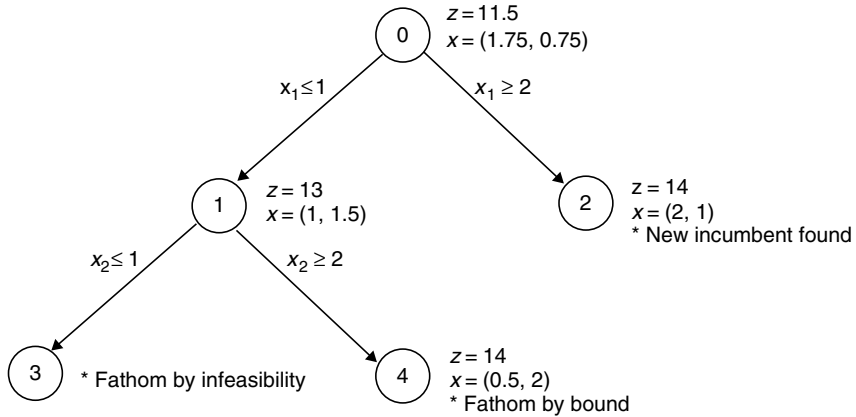 0
z = 11.5
x = (1.75, 0.75)
x₁ ≤ 1
x₁ ≥ 2
1
z = 13
x = (1, 1.5)
2
z = 14
x = (2, 1)
* New incumbent found
x₂ ≤ 1
x₂ ≥ 2
3
* Fathom by infeasibility
4
z = 14
x = (0.5, 2)
* Fathom by bound